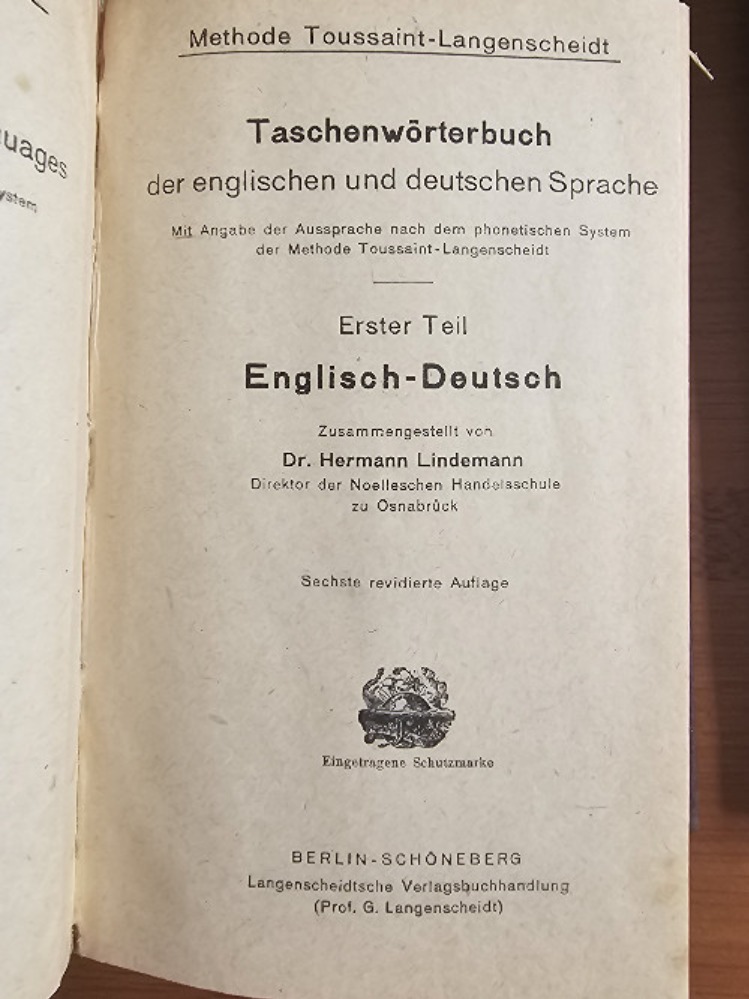 uages
ystem
Methode Toussaint-Langenscheidt
Taschenwörterbuch
der englischen und deutschen Sprache
Mit Angabe der Aussprache nach dem phonetischen System
der Methode Toussaint-Langenscheidt
Erster Teil
Englisch-Deutsch
Zusammengestellt von
Dr. Hermann Lindemann
Direktor der Noelleschen Handelsschule
zu Osnabrück
Sechste revidierte Auflage
Eingetragene Schutzmarke
BERLIN-SCHÖNEBERG
Langenscheidtsche Verlagsbuchhandlung
(Prof. G. Langenscheidt)